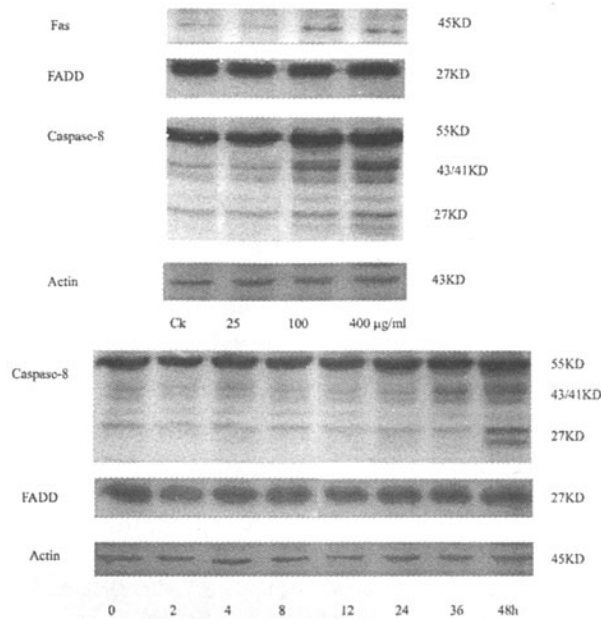 Fas 45KD
FADD 27KD
Caspase-8 55KD
43/41KD
27KD
Actin 43KD
Ck 25 100 400 µg/ml
Caspase-8 55KD
43/41KD
27KD
FADD 27KD
Actin 45KD
0 2 4 8 12 24 36 48h